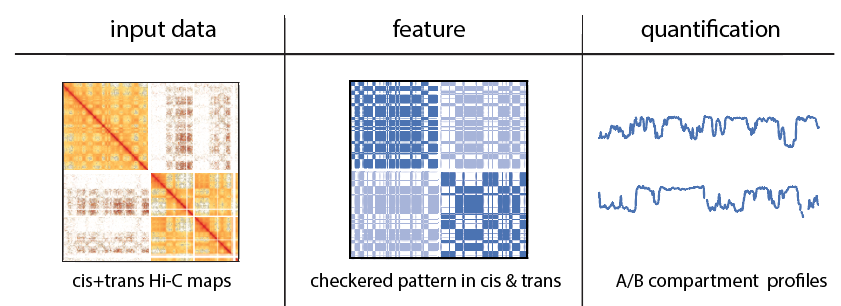 input data
feature
quantification
cis+trans Hi-C maps
checkered pattern in cis & trans
A/B compartment profiles